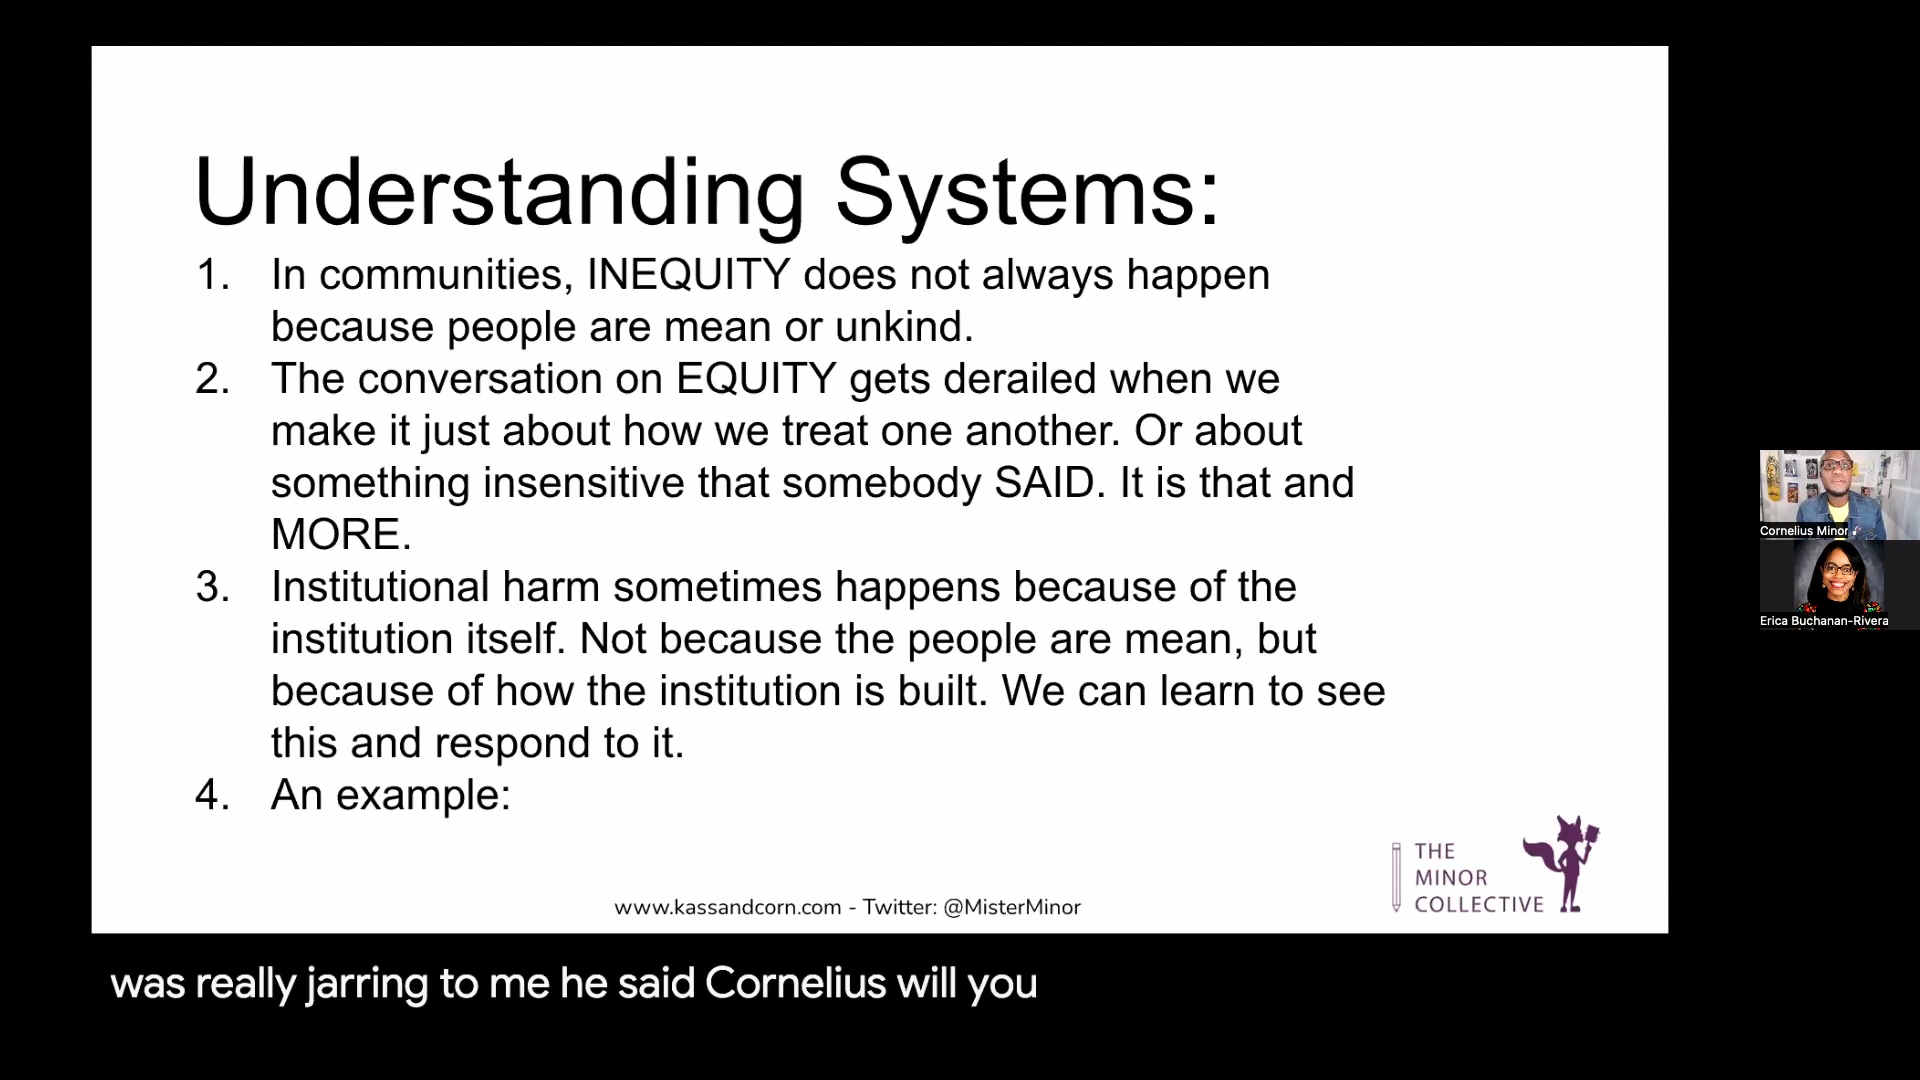 Understanding Systems:
1. In communities, INEQUITY does not always happen
because people are mean or unkind.
2. The conversation on EQUITY gets derailed when we
make it just about how we treat one another. Or about
something insensitive that somebody SAID. It is that and
MORE.
3. Institutional harm sometimes happens because of the
institution itself. Not because the people are mean, but
because of how the institution is built. We can learn to see
this and respond to it.
4. An example:
THE
MINOR
COLLECTIVE
www.kassandcorn.com - Twitter: @MisterMinor
Cornelius Minor
Erica Buchanan-Rivera
was really jarring to me he said Cornelius will you